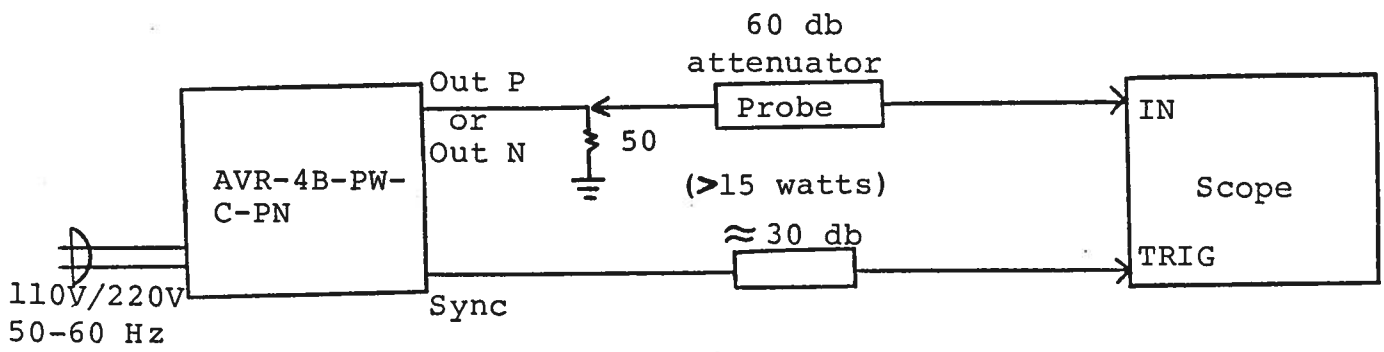 60 db
attenuator
Out P
or
Out N
Probe
IN
50
AVR-4B-PW-
C-PN
(>15 watts)
Scope
≈ 30 db
TRIG
Sync
110V/220V
50-60 Hz